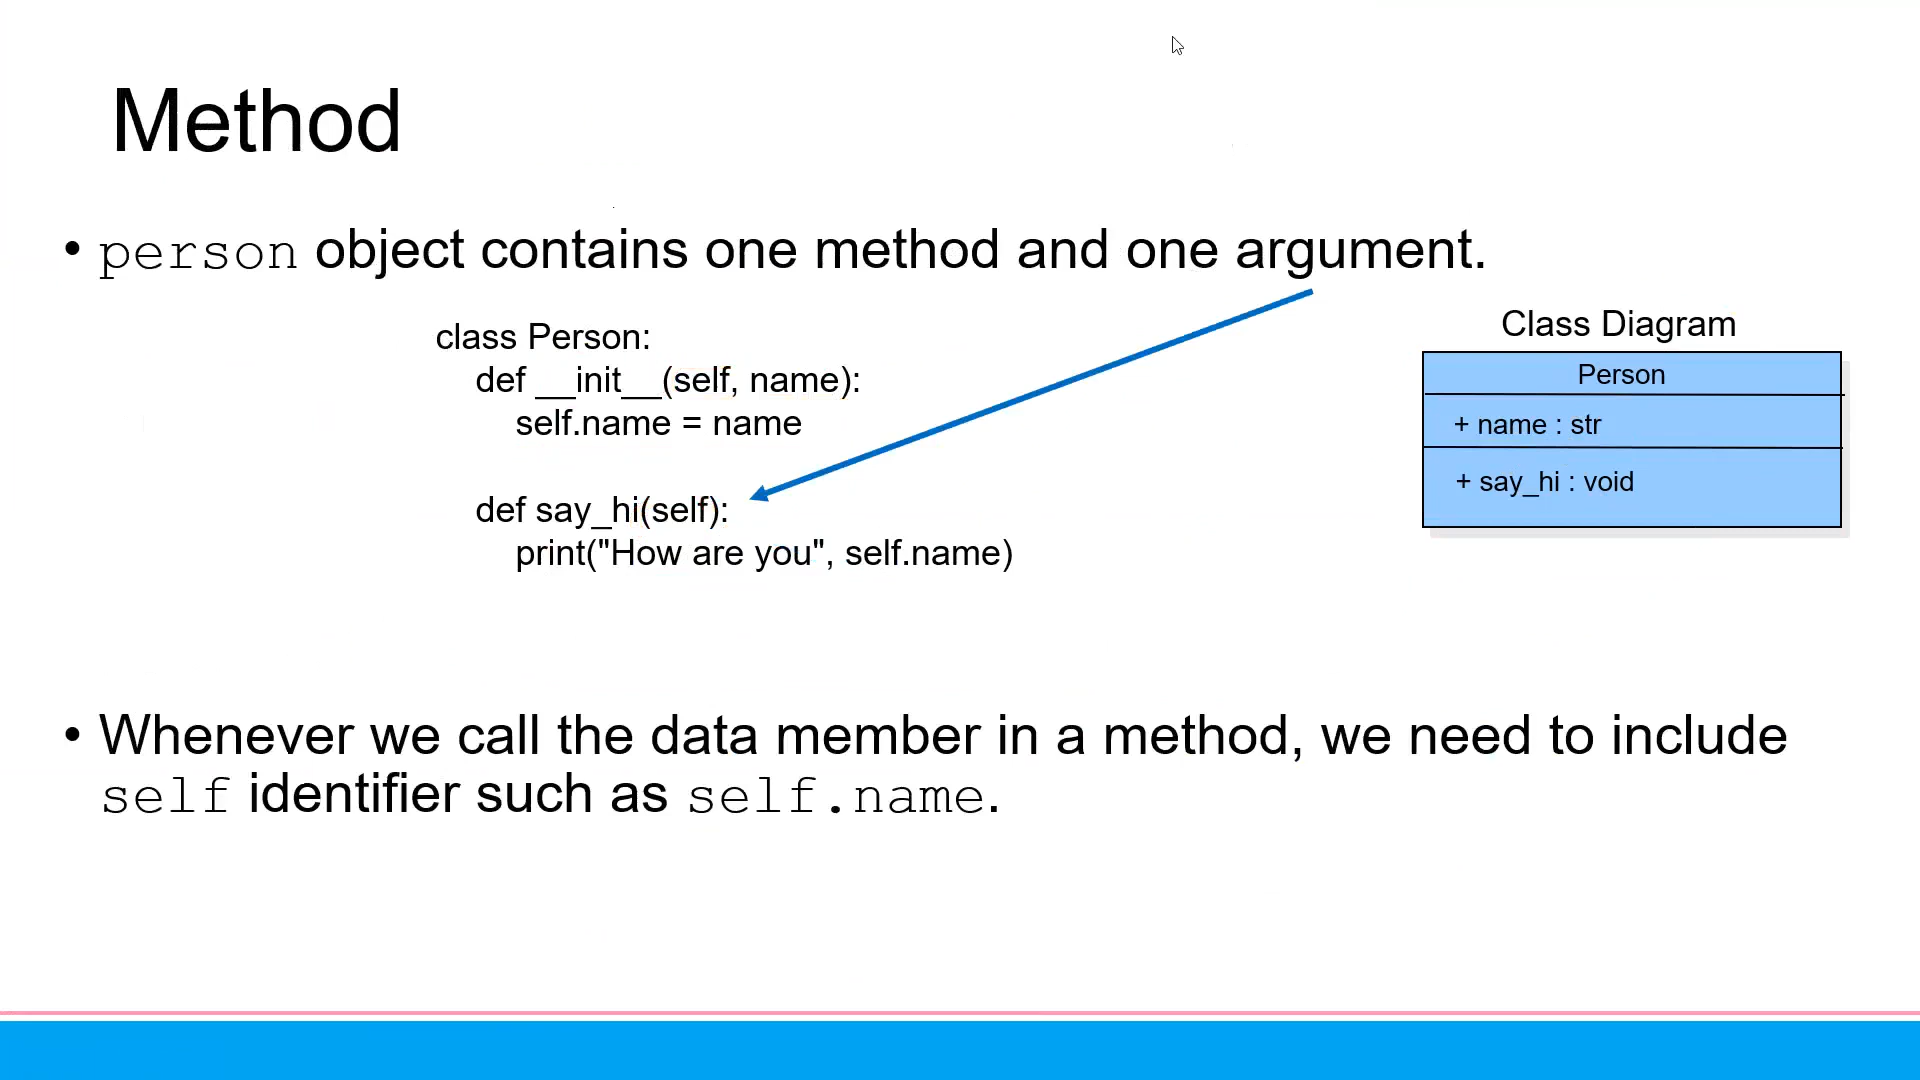 Method
• person object contains one method and one argument.
class Person:
def __init__(self, name):
self.name = name
def say_hi(self):
print("How are you", self.name)
Class Diagram
Person
+ name : str
+ say_hi : void
• Whenever we call the data member in a method, we need to include
self identifier such as self.name.